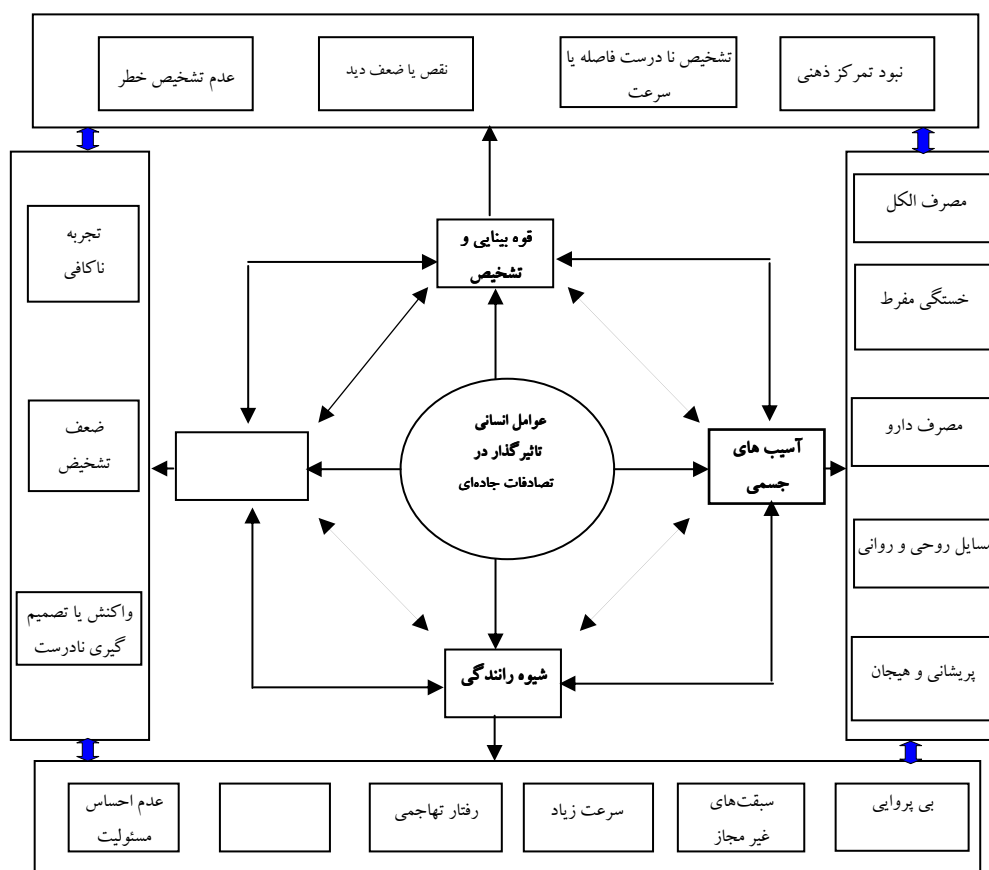 نبود تمرکز ذهنی
تشخیص نا درست فاصله یا
سرعت
نقص یا ضعف دید
عدم تشخیص خطر
مصرف الکل
خستگی مفرط
مصرف دارو
مسایل روحی و روانی
پریشانی و هیجان
قوه بینایی و
تشخیص
عوامل انسانی
تاثیرگذار در
تصادفات جاده‌ای
آسیب های
جسمی
شیوه رانندگی
تجربه
ناکافی
ضعف
تشخیض
واکنش یا تصمیم
گیری نادرست
بی پروایی
سبقت‌های
غیر مجاز
سرعت زیاد
رفتار تهاجمی
عدم احساس
مسئولیت